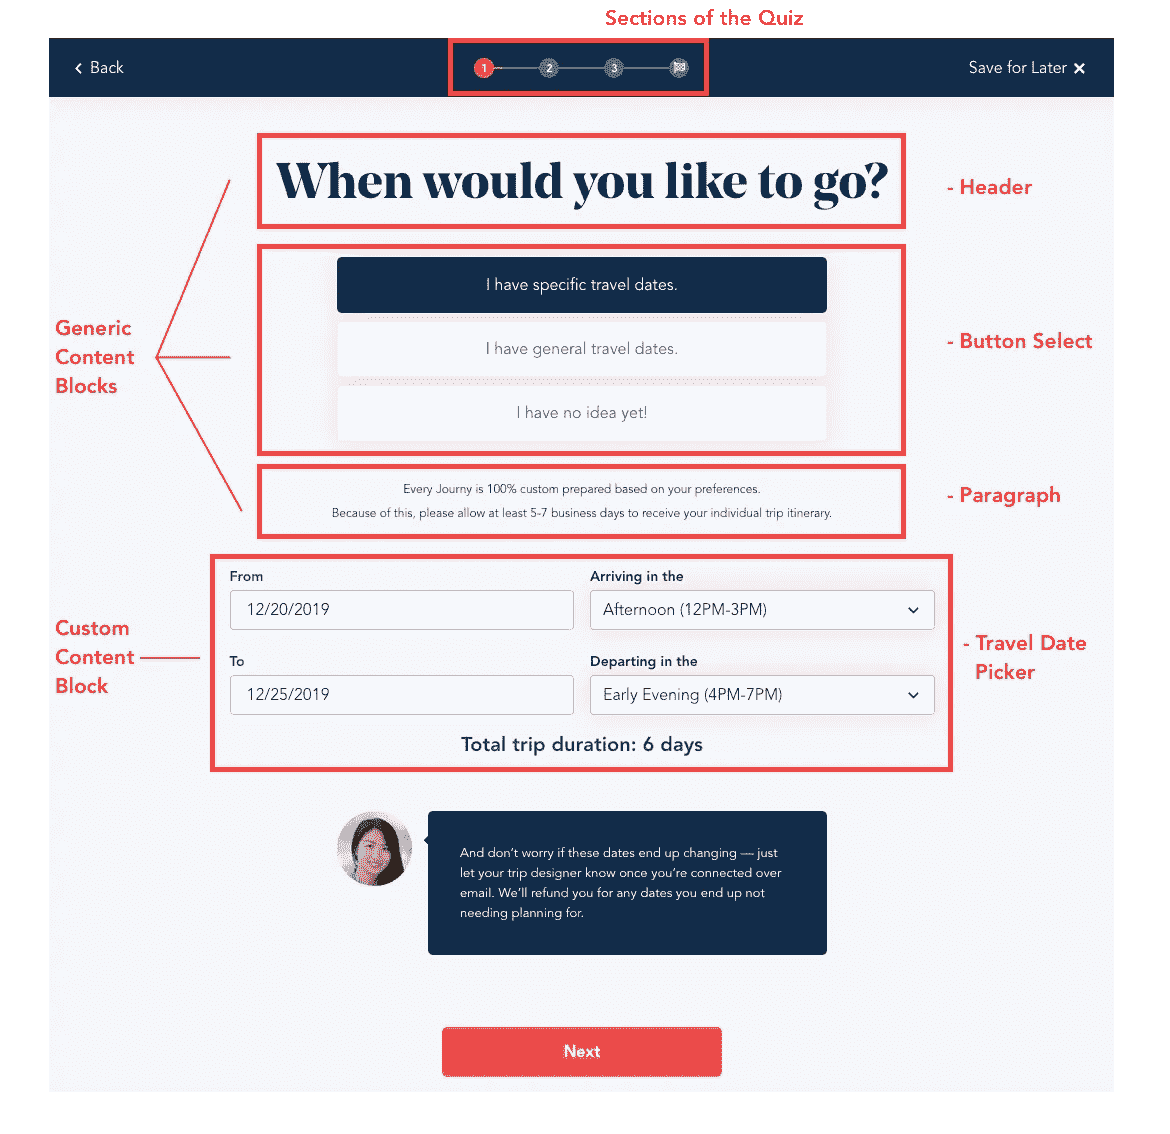 Sections of the Quiz
Back
1
2
3
Save for Later
When would you like to go?
- Header
I have specific travel dates.
I have general travel dates.
I have no idea yet!
- Button Select
Generic
Content
Blocks
Every Journy is 100% custom prepared based on your preferences.
Because of this, please allow at least 5-7 business days to receive your individual trip itinerary.
- Paragraph
From
Arriving in the
12/20/2019
Afternoon (12PM-3PM)
To
Departing in the
12/25/2019
Early Evening (4PM-7PM)
Total trip duration: 6 days
Custom
Content
Block
- Travel Date
Picker
And don't worry if these dates end up changing — just
let your trip designer know once you're connected over
email. We'll refund you for any dates you end up not
needing planning for.
Next